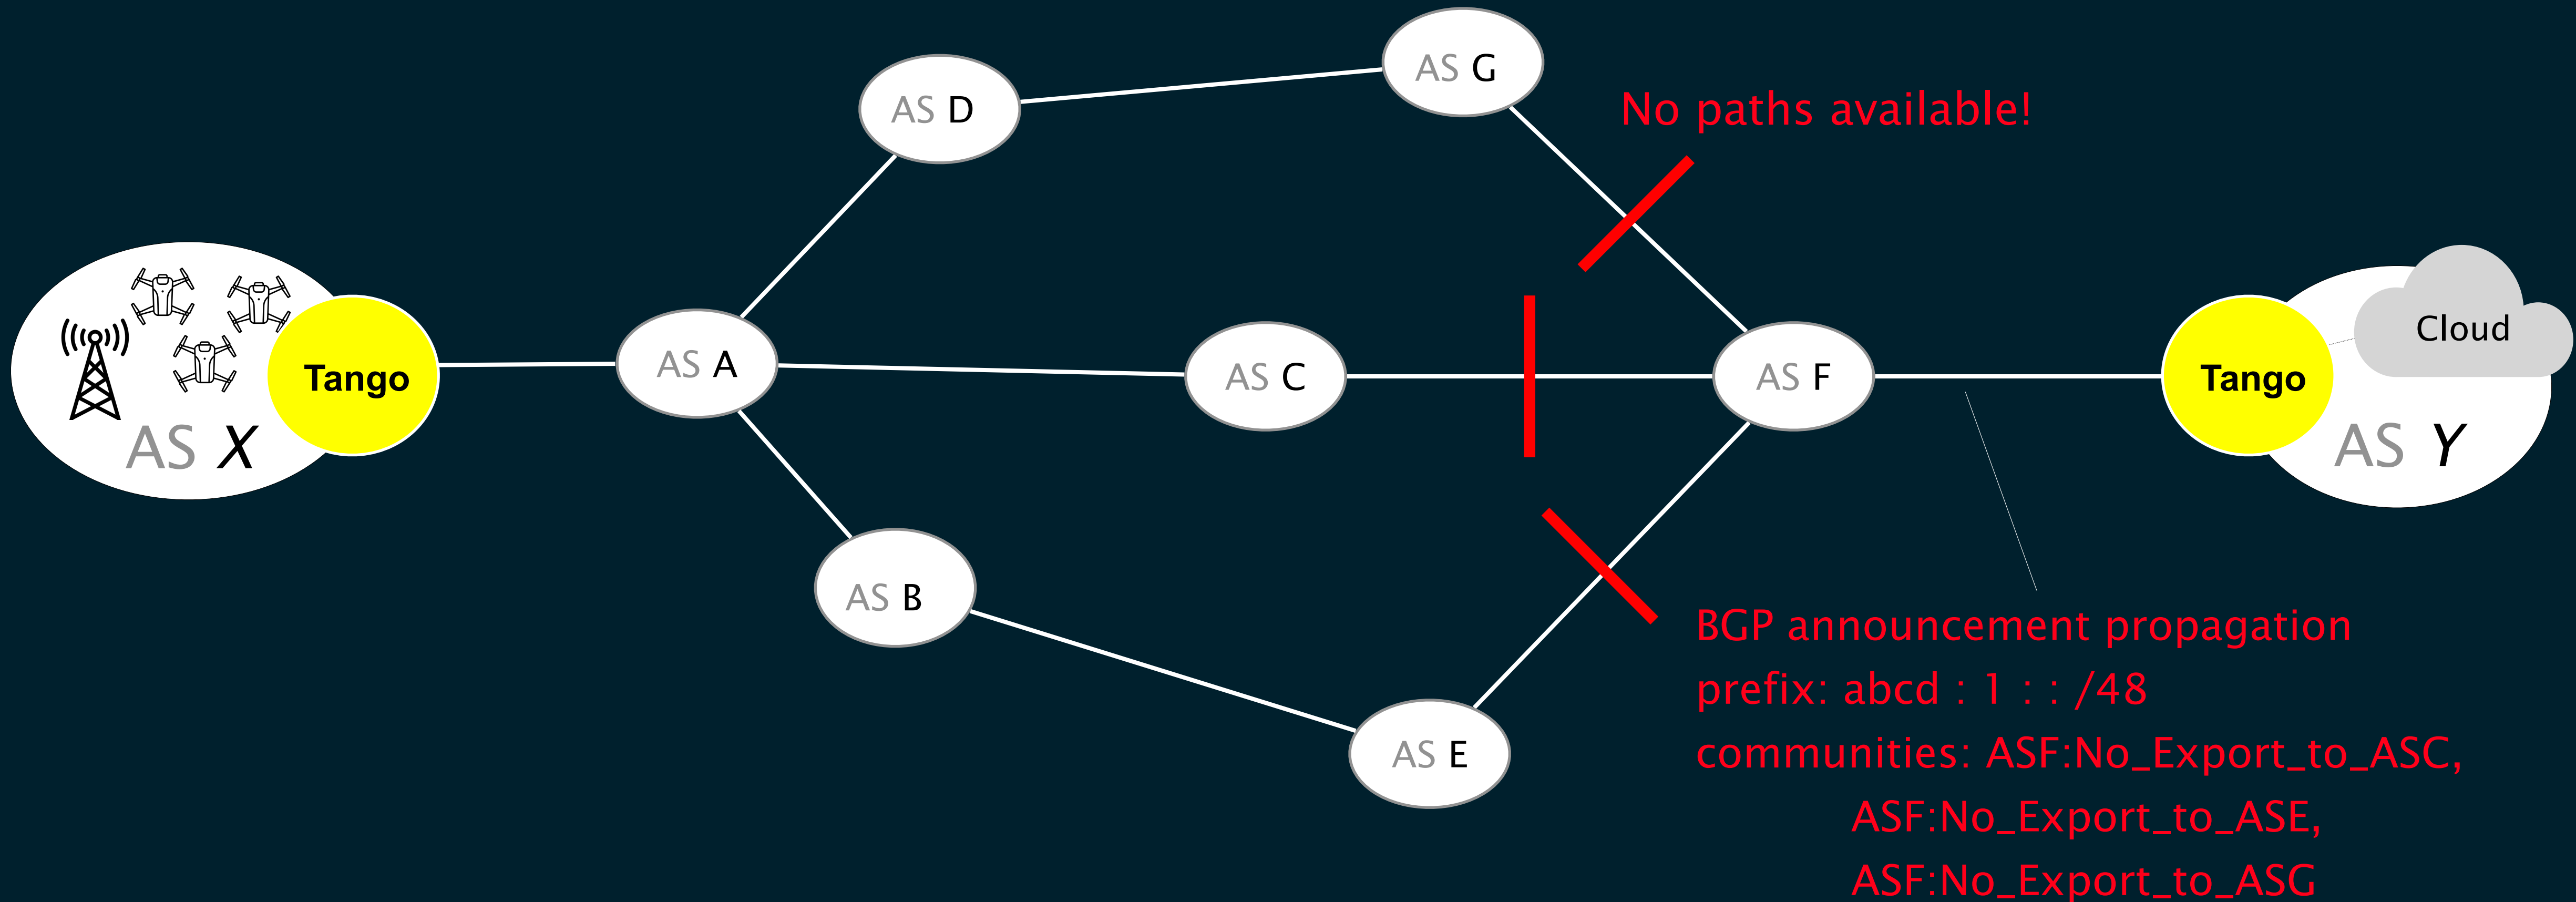 AS G
AS D
No paths available!
Cloud
AS A
AS C
AS F
Tango
Tango
AS X
AS Y
AS B
BGP announcement propagation
prefix: abcd : 1 : : /48
AS E
communities: ASF:No_Export_to_ASC,
ASF:No_Export_to_ASE,
ASF:No_Export_to_ASG